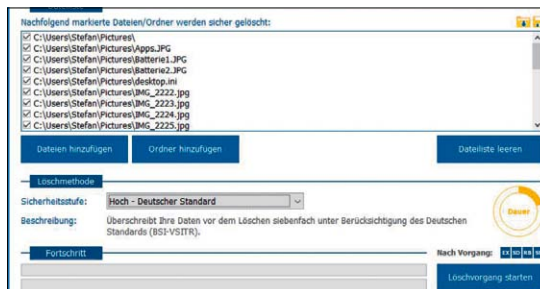 Nachfolgend markierte Dateien/Ordner werden sicher gelöscht:
C:\Users\Stefan\Pictures\
C:\Users\Stefan\Pictures\Apps.JPG
C:\Users\Stefan\Pictures\Batterie1.JPG
C:\Users\Stefan\Pictures\Batterie2.JPG
C:\Users\Stefan\Pictures\desktop.ini
C:\Users\Stefan\Pictures\IMG_2222.jpg
C:\Users\Stefan\Pictures\IMG_2223.jpg
C:\Users\Stefan\Pictures\IMG_2224.jpg
C:\Users\Stefan\Pictures\IMG_2225.jpg
Dateien hinzufügen Ordner hinzufügen Dateiliste leeren
Löschmethode
Sicherheitsstufe: Hoch - Deutscher Standard
Dauer
Beschreibung: Überschreibt Ihre Daten vor dem Löschen siebenfach unter Berücksichtigung des Deutschen
Standards (BSI-VSITR).
Fortschritt Nach Vorgang: EX SD RB
Löschvorgang starten